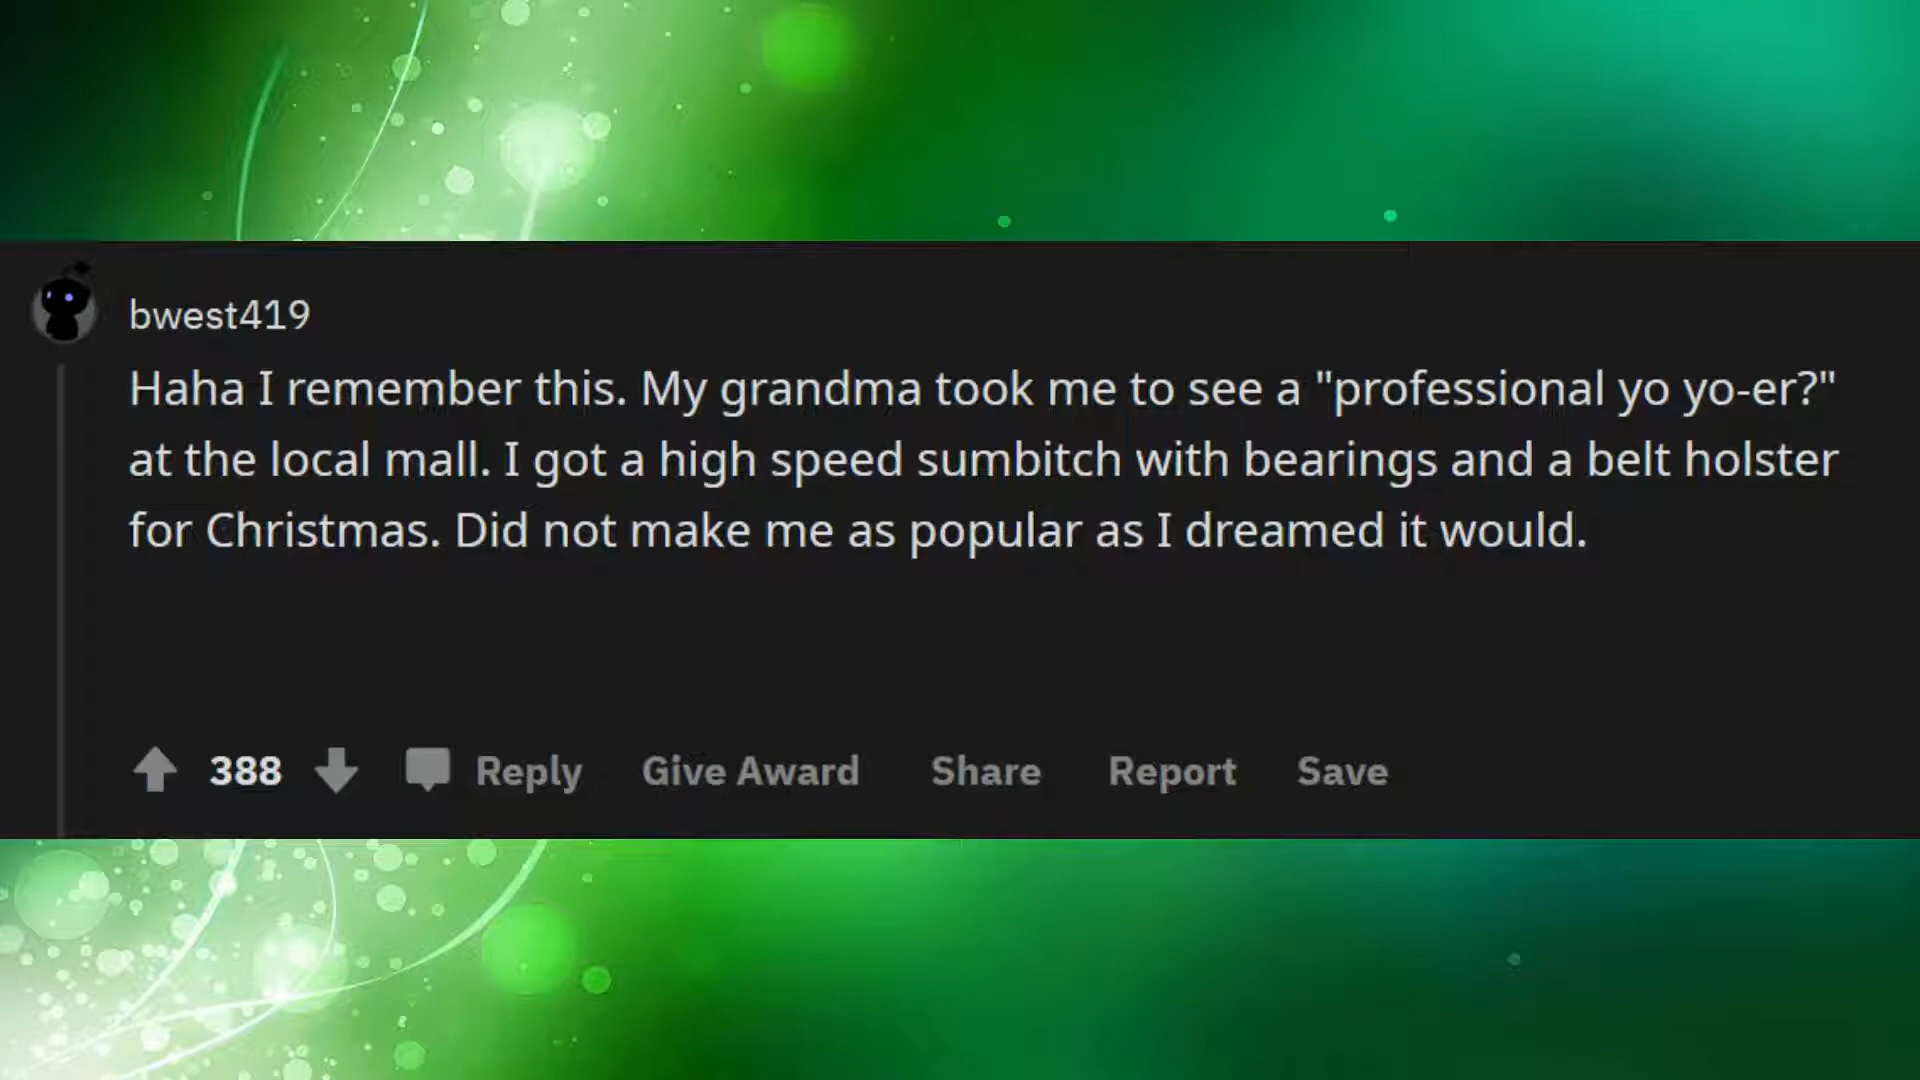 bwest419
Haha I remember this. My grandma took me to see a "professional yo yo-er?"
at the local mall. I got a high speed sumbitch with bearings and a belt holster
for Christmas. Did not make me as popular as I dreamed it would.
388 Reply Give Award Share Report Save